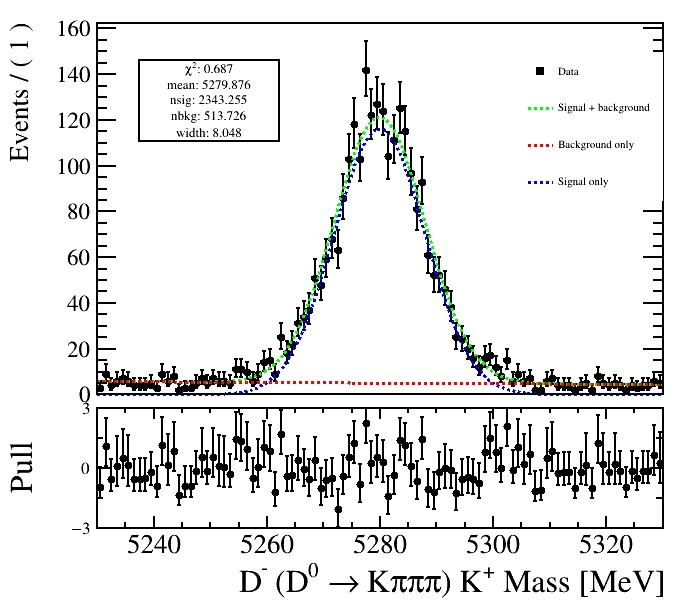 Events / ( 1 )
160
140
120
100
80
60
40
20
0
χ²: 0.687
mean: 5279.876
nsig: 2343.255
nbkg: 513.726
width: 8.048
Data
Signal + background
Background only
Signal only
Pull
3
0
−3
5240 5260 5280 5300 5320
D⁻ (D⁰ → Kπππ) K⁺ Mass [MeV]